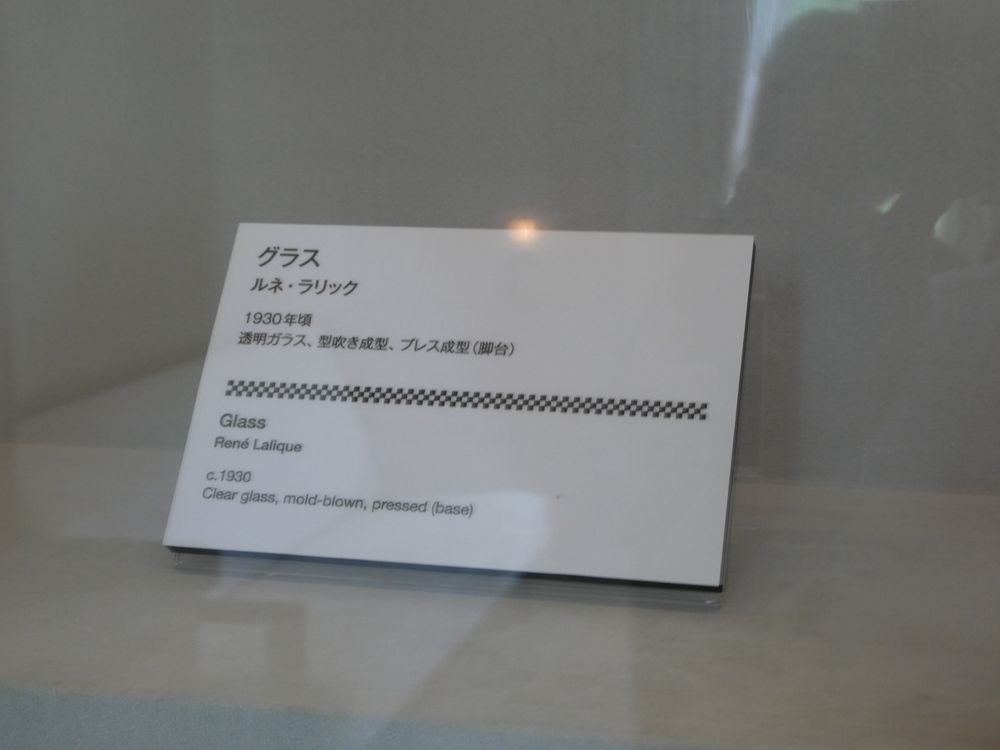 グラス
ルネ・ラリック
1930年頃
透明ガラス、型吹き成型、プレス成型（脚台）
Glass
René Lalique
c.1930
Clear glass, mold-blown, pressed (base)